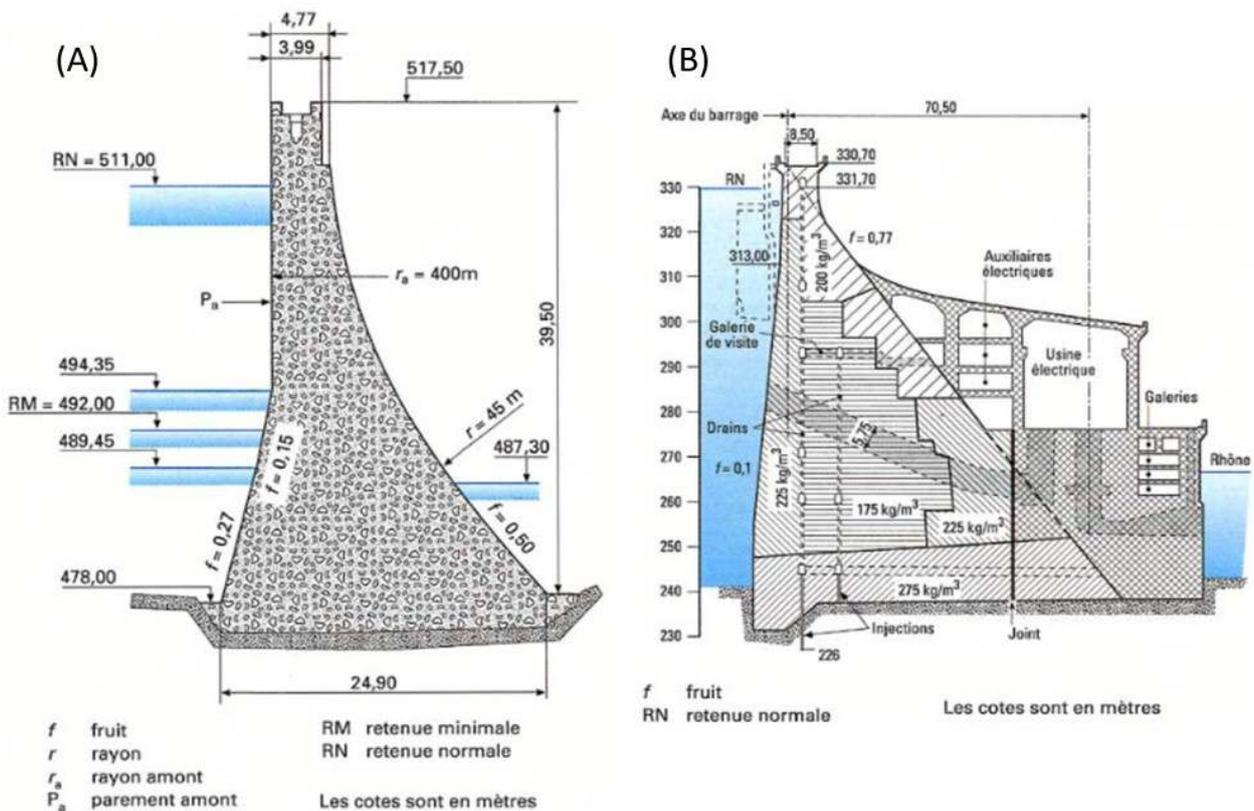 (A)
4,77
3,99
517,50
RN = 511,00
rₐ = 400m
Pₐ
39,50
494,35
RM = 492,00
489,45
r = 45 m
487,30
f = 0,15
f = 0,27
f = 0,50
478,00
24,90
f fruit
r rayon
rₐ rayon amont
Pₐ parement amont
RM retenue minimale
RN retenue normale
Les cotes sont en mètres
(B)
Axe du barrage
70,50
8,50
RN
330,70
331,70
330
320
310
300
290
280
270
260
250
240
230
313,00
200 kg/m³
f = 0,77
Auxiliaires
électriques
Galerie
de visite
Usine
électrique
Galeries
Drains
5,75
f = 0,1
225 kg/m³
175 kg/m³
225 kg/m³
275 kg/m³
Rhône
Injections
Joint
226
f fruit
RN retenue normale
Les cotes sont en mètres